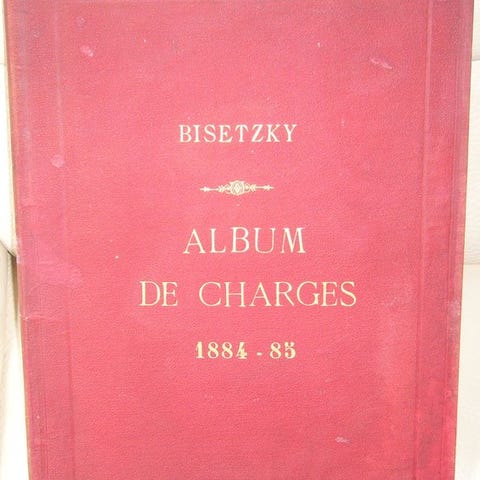 BISETZKY
ALBUM
DE CHARGES
1884-85